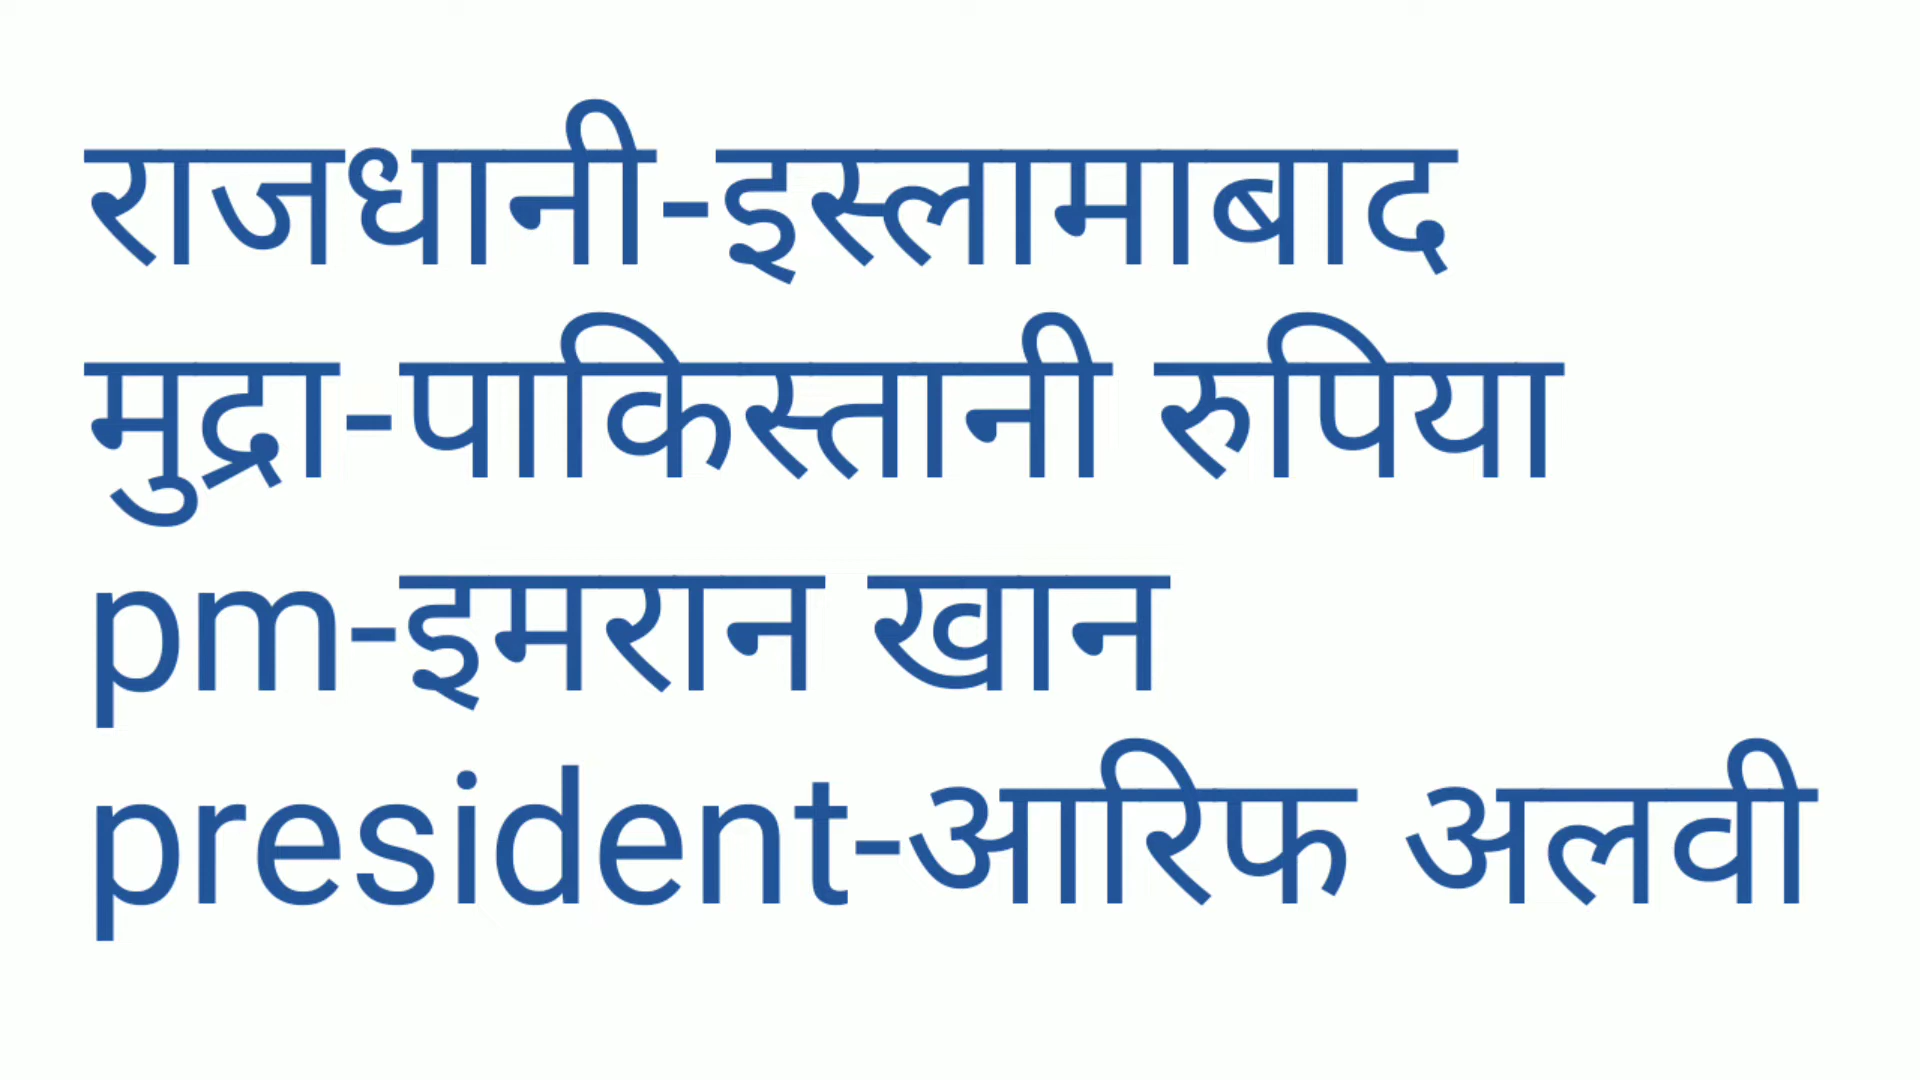 राजधानी-इस्लामाबाद
मुद्रा-पाकिस्तानी रुपिया
pm-इमरान खान
president-आरिफ अलवी